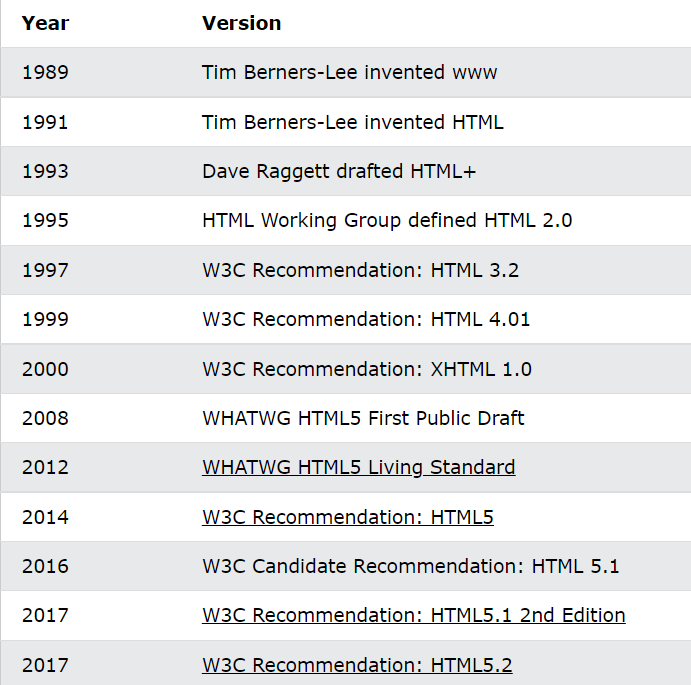 Year Version
1989 Tim Berners-Lee invented www
1991 Tim Berners-Lee invented HTML
1993 Dave Raggett drafted HTML+
1995 HTML Working Group defined HTML 2.0
1997 W3C Recommendation: HTML 3.2
1999 W3C Recommendation: HTML 4.01
2000 W3C Recommendation: XHTML 1.0
2008 WHATWG HTML5 First Public Draft
2012 WHATWG HTML5 Living Standard
2014 W3C Recommendation: HTML5
2016 W3C Candidate Recommendation: HTML 5.1
2017 W3C Recommendation: HTML5.1 2nd Edition
2017 W3C Recommendation: HTML5.2